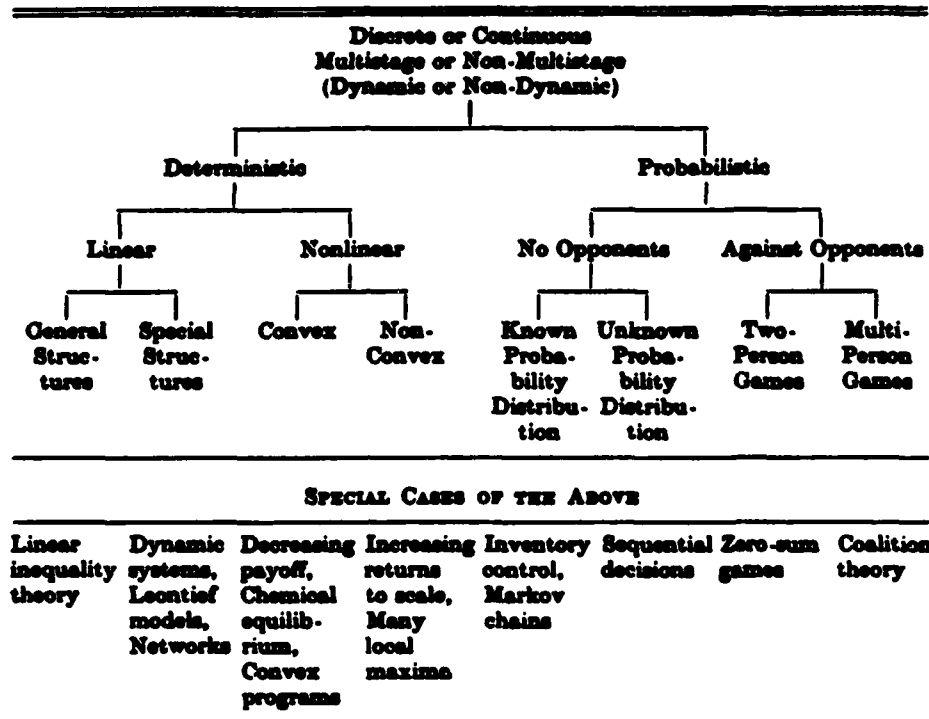 Discrete or Continuous
Multistage or Non-Multistage
(Dynamic or Non-Dynamic)
Deterministic
Probabilistic
Linear
Nonlinear
No Opponents
Against Opponents
General
Struc-
tures
Special
Struc-
tures
Convex
Non-
Convex
Known
Proba-
bility
Distribu-
tion
Unknown
Proba-
bility
Distribu-
tion
Two-
Person
Games
Multi-
Person
Games
SPECIAL CASES OF THE ABOVE
Linear
inequality
theory
Dynamic
systems,
Leontief
models,
Networks
Decreasing
payoff,
Chemical
equilib-
rium,
Convex
programs
Increasing
returns
to scale,
Many
local
maxima
Inventory
control,
Markov
chains
Sequential
decisions
Zero-sum
games
Coalition
theory